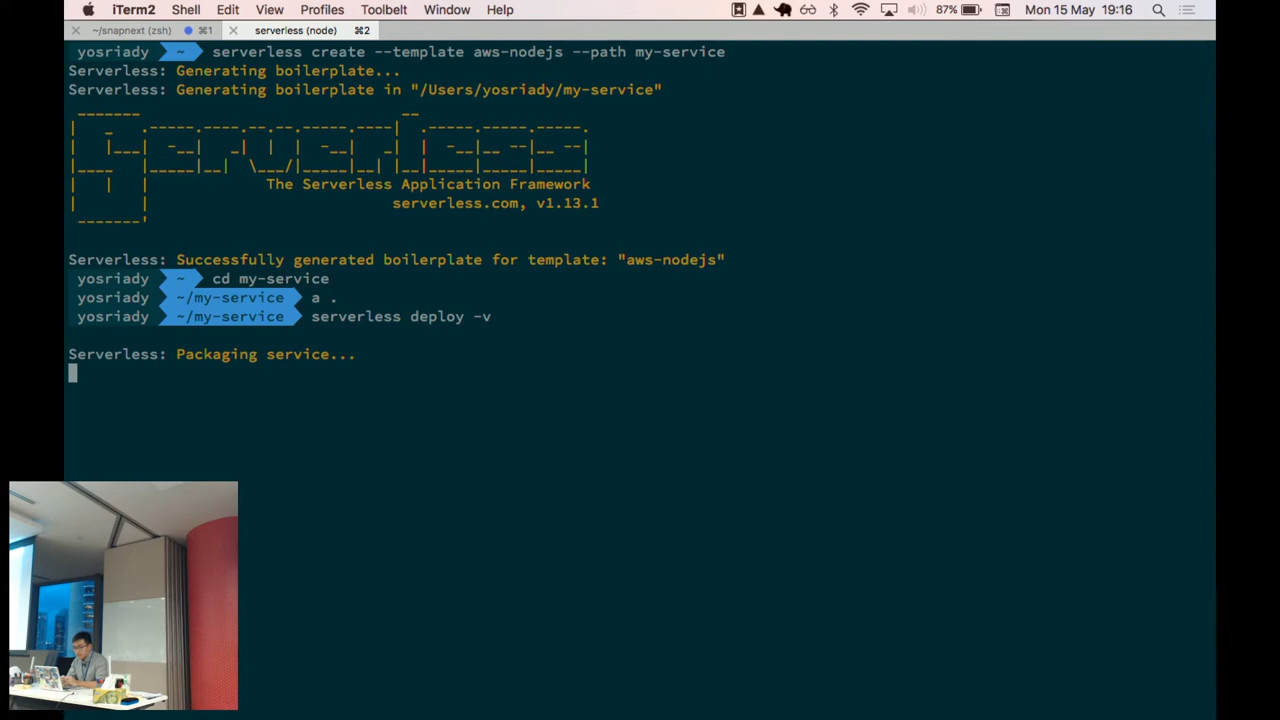 iTerm2 Shell Edit View Profiles Toolbelt Window Help 87% Mon 15 May 19:16
~/snapnext (zsh) ⌘1 serverless (node) ⌘2
yosriady ~ serverless create --template aws-nodejs --path my-service
Serverless: Generating boilerplate...
Serverless: Generating boilerplate in "/Users/yosriady/my-service"
Serverless
The Serverless Application Framework
serverless.com, v1.13.1
Serverless: Successfully generated boilerplate for template: "aws-nodejs"
yosriady ~ cd my-service
yosriady ~/my-service a .
yosriady ~/my-service serverless deploy -v
Serverless: Packaging service...